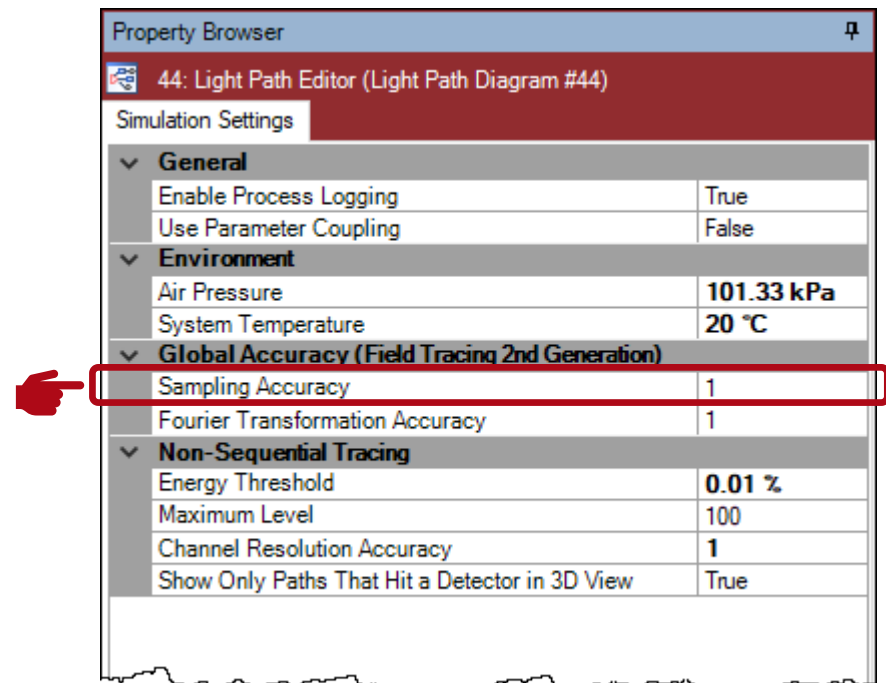 Property Browser
44: Light Path Editor (Light Path Diagram #44)
Simulation Settings
General
Enable Process Logging True
Use Parameter Coupling False
Environment
Air Pressure 101.33 kPa
System Temperature 20 °C
Global Accuracy (Field Tracing 2nd Generation)
Sampling Accuracy 1
Fourier Transformation Accuracy 1
Non-Sequential Tracing
Energy Threshold 0.01 %
Maximum Level 100
Channel Resolution Accuracy 1
Show Only Paths That Hit a Detector in 3D View True